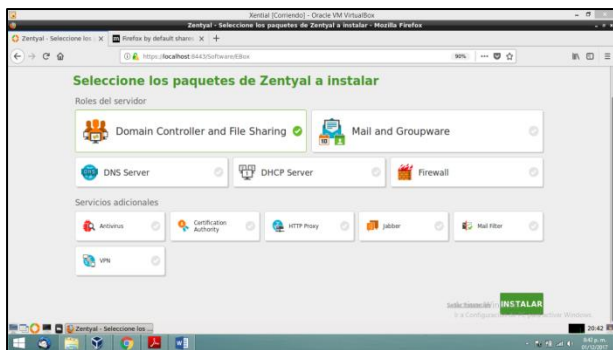 Xential [Corriendo] - Oracle VM VirtualBox
Zentyal - Seleccione los paquetes de Zentyal a instalar - Mozilla Firefox
Zentyal - Seleccione los
Firefox by default shares
https://localhost:8443/Software/EBox
90%
Seleccione los paquetes de Zentyal a instalar
Roles del servidor
Domain Controller and File Sharing
Mail and Groupware
DNS Server
DHCP Server
Firewall
Servicios adicionales
Antivirus
Certification Authority
HTTP Proxy
Jabber
Mail Filter
VPN
INSTALAR
Zentyal - Seleccione los ...
20:42